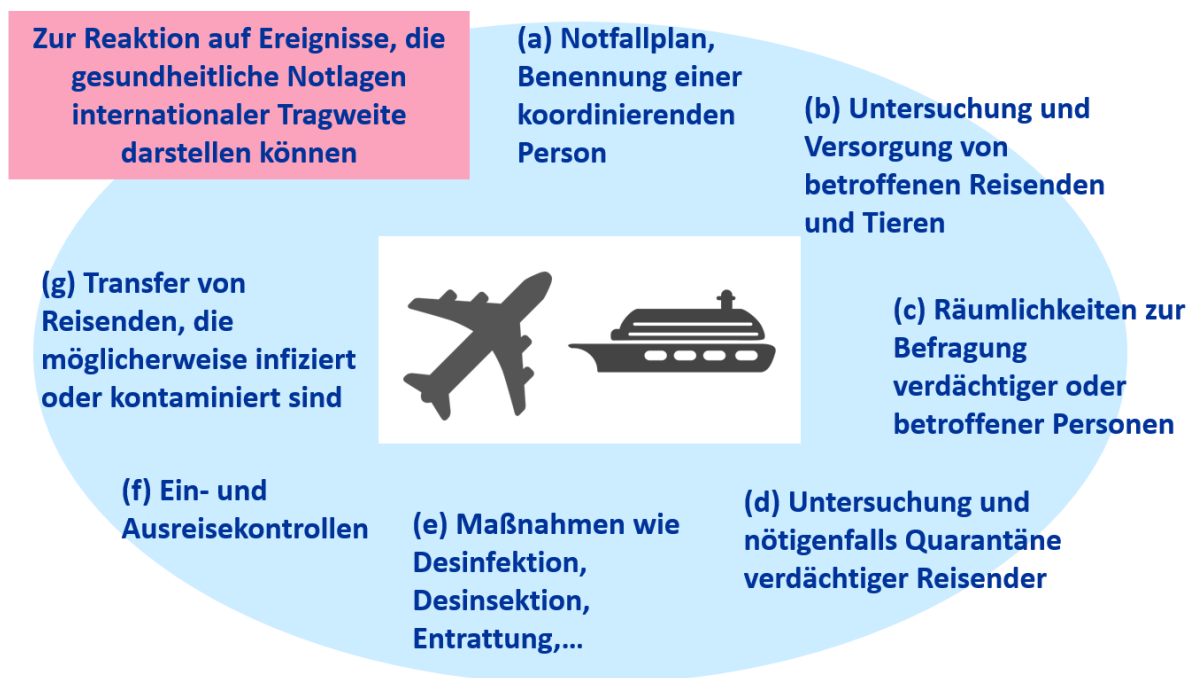 Zur Reaktion auf Ereignisse, die
gesundheitliche Notlagen
internationaler Tragweite
darstellen können
(a) Notfallplan,
Benennung einer
koordinierenden
Person
(b) Untersuchung und
Versorgung von
betroffenen Reisenden
und Tieren
(c) Räumlichkeiten zur
Befragung
verdächtiger oder
betroffener Personen
(d) Untersuchung und
nötigenfalls Quarantäne
verdächtiger Reisender
(e) Maßnahmen wie
Desinfektion,
Desinsektion,
Entrattung,…
(f) Ein- und
Ausreisekontrollen
(g) Transfer von
Reisenden, die
möglicherweise infiziert
oder kontaminiert sind